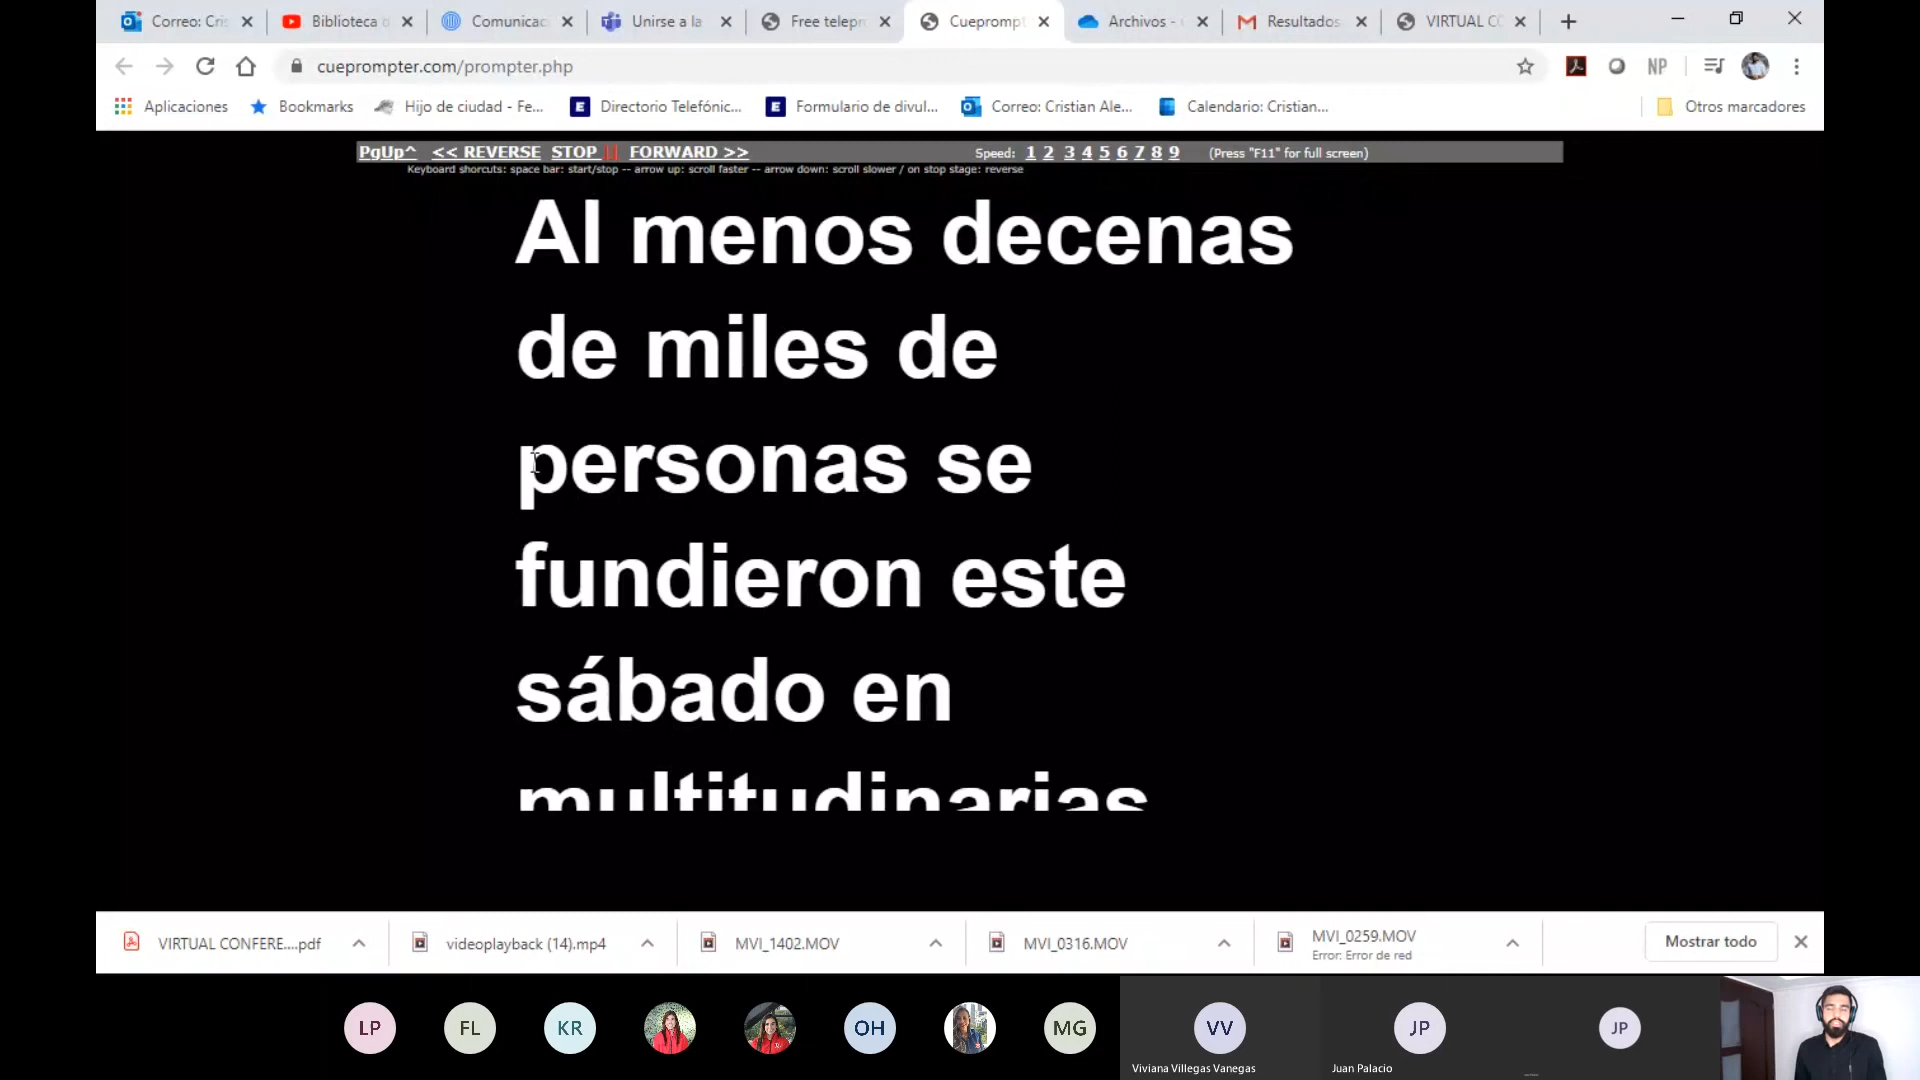 Correo: Cris
Biblioteca
Comunicac
Unirse a la
Free telepr
Cueprompt
Archivos -
Resultados
VIRTUAL CO
cueprompter.com/prompter.php
NP
Aplicaciones
Bookmarks
Hijo de ciudad - Fe...
Directorio Telefónic...
Formulario de divul...
Correo: Cristian Ale...
Calendario: Cristian...
Otros marcadores
PgUp^ << REVERSE STOP || FORWARD >> Speed: 1 2 3 4 5 6 7 8 9 (Press "F11" for full screen)
Keyboard shorcuts: space bar: start/stop -- arrow up: scroll faster -- arrow down: scroll slower / on stop stage: reverse
Al menos decenas
de miles de
personas se
fundieron este
sábado en
multitudinarias
VIRTUAL CONFERE....pdf
videoplayback (14).mp4
MVI_1402.MOV
MVI_0316.MOV
MVI_0259.MOV
Error: Error de red
Mostrar todo
LP
FL
KR
OH
MG
VV
JP
JP
Viviana Villegas Vanegas
Juan Palacio